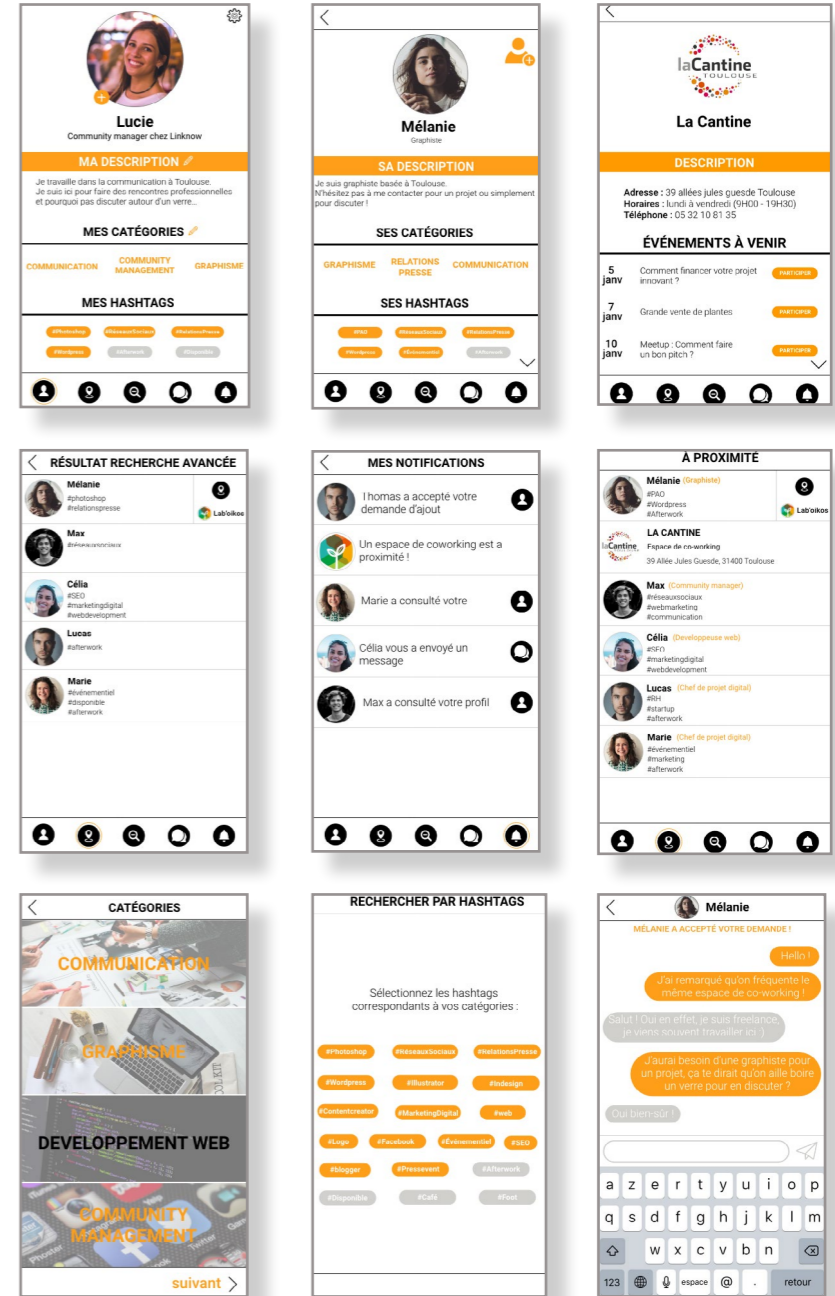 Lucie
Community manager chez Linknow
MA DESCRIPTION
Je travaille dans la communication à Toulouse.
Je suis ici pour faire des rencontres professionnelles
et pourquoi pas discuter autour d'un verre...
MES CATÉGORIES
COMMUNICATION
COMMUNITY
MANAGEMENT
GRAPHISME
MES HASHTAGS
#Photoshop #RéseauxSociaux #RelationsPresse
#Wordpress #Afterwork #Disponible
Mélanie
Graphiste
SA DESCRIPTION
Je suis graphiste basée à Toulouse.
N'hésitez pas à me contacter pour un projet ou simplement
pour discuter !
SES CATÉGORIES
GRAPHISME
RELATIONS
PRESSE
COMMUNICATION
SES HASHTAGS
#PAO #RéseauxSociaux #RelationsPresse
#Wordpress #Événementiel #Afterwork
laCantine
TOULOUSE
La Cantine
DESCRIPTION
Adresse : 39 allées jules guesde Toulouse
Horaires : lundi à vendredi (9H00 - 19H30)
Téléphone : 05 32 10 81 35
ÉVÉNEMENTS À VENIR
5
janv
Comment financer votre projet
innovant ?
PARTICIPER
7
janv
Grande vente de plantes
PARTICIPER
10
janv
Meetup : Comment faire
un bon pitch ?
PARTICIPER
RÉSULTAT RECHERCHE AVANCÉE
Mélanie
#photoshop
#relationspresse
Lab'oikos
Max
#réseauxsociaux
Célia
#SEO
#marketingdigital
#webdevelopment
Lucas
#afterwork
Marie
#événementiel
#disponible
#afterwork
MES NOTIFICATIONS
Thomas a accepté votre
demande d'ajout
Un espace de coworking est a
proximité !
Marie a consulté votre
Célia vous a envoyé un
message
Max a consulté votre profil
À PROXIMITÉ
Mélanie (Graphiste)
#PAO
#Wordpress
#Afterwork
Lab'oikos
laCantine
TOULOUSE
LA CANTINE
Espace de co-working
39 Allée Jules Guesde, 31400 Toulouse
Max (Community manager)
#réseauxsociaux
#webmarketing
#communication
Célia (Developpeuse web)
#SEO
#marketingdigital
#webdevelopment
Lucas (Chef de projet digital)
#RH
#startup
#afterwork
Marie (Chef de projet digital)
#événementiel
#marketing
#afterwork
CATÉGORIES
COMMUNICATION
GRAPHISME
DEVELOPPEMENT WEB
COMMUNITY
MANAGEMENT
suivant
RECHERCHER PAR HASHTAGS
Sélectionnez les hashtags
correspondants à vos catégories :
#Photoshop #RéseauxSociaux #RelationsPresse
#Wordpress #Illustrator #Indesign
#Contentcreator #MarketingDigital #web
#Logo #Facebook #Événementiel #SEO
#blogger #Pressevent #Afterwork
#Disponible #Café #Foot
Mélanie
MÉLANIE A ACCEPTÉ VOTRE DEMANDE !
Hello !
J'ai remarqué qu'on fréquente le
même espace de co-working !
Salut ! Oui en effet, je suis freelance,
je viens souvent travailler ici :)
J'aurai besoin d'une graphiste pour
un projet, ça te dirait qu'on aille boire
un verre pour en discuter ?
Oui bien-sûr !
a z e r t y u i o p
q s d f g h j k l m
w x c v b n
123 espace @ . retour